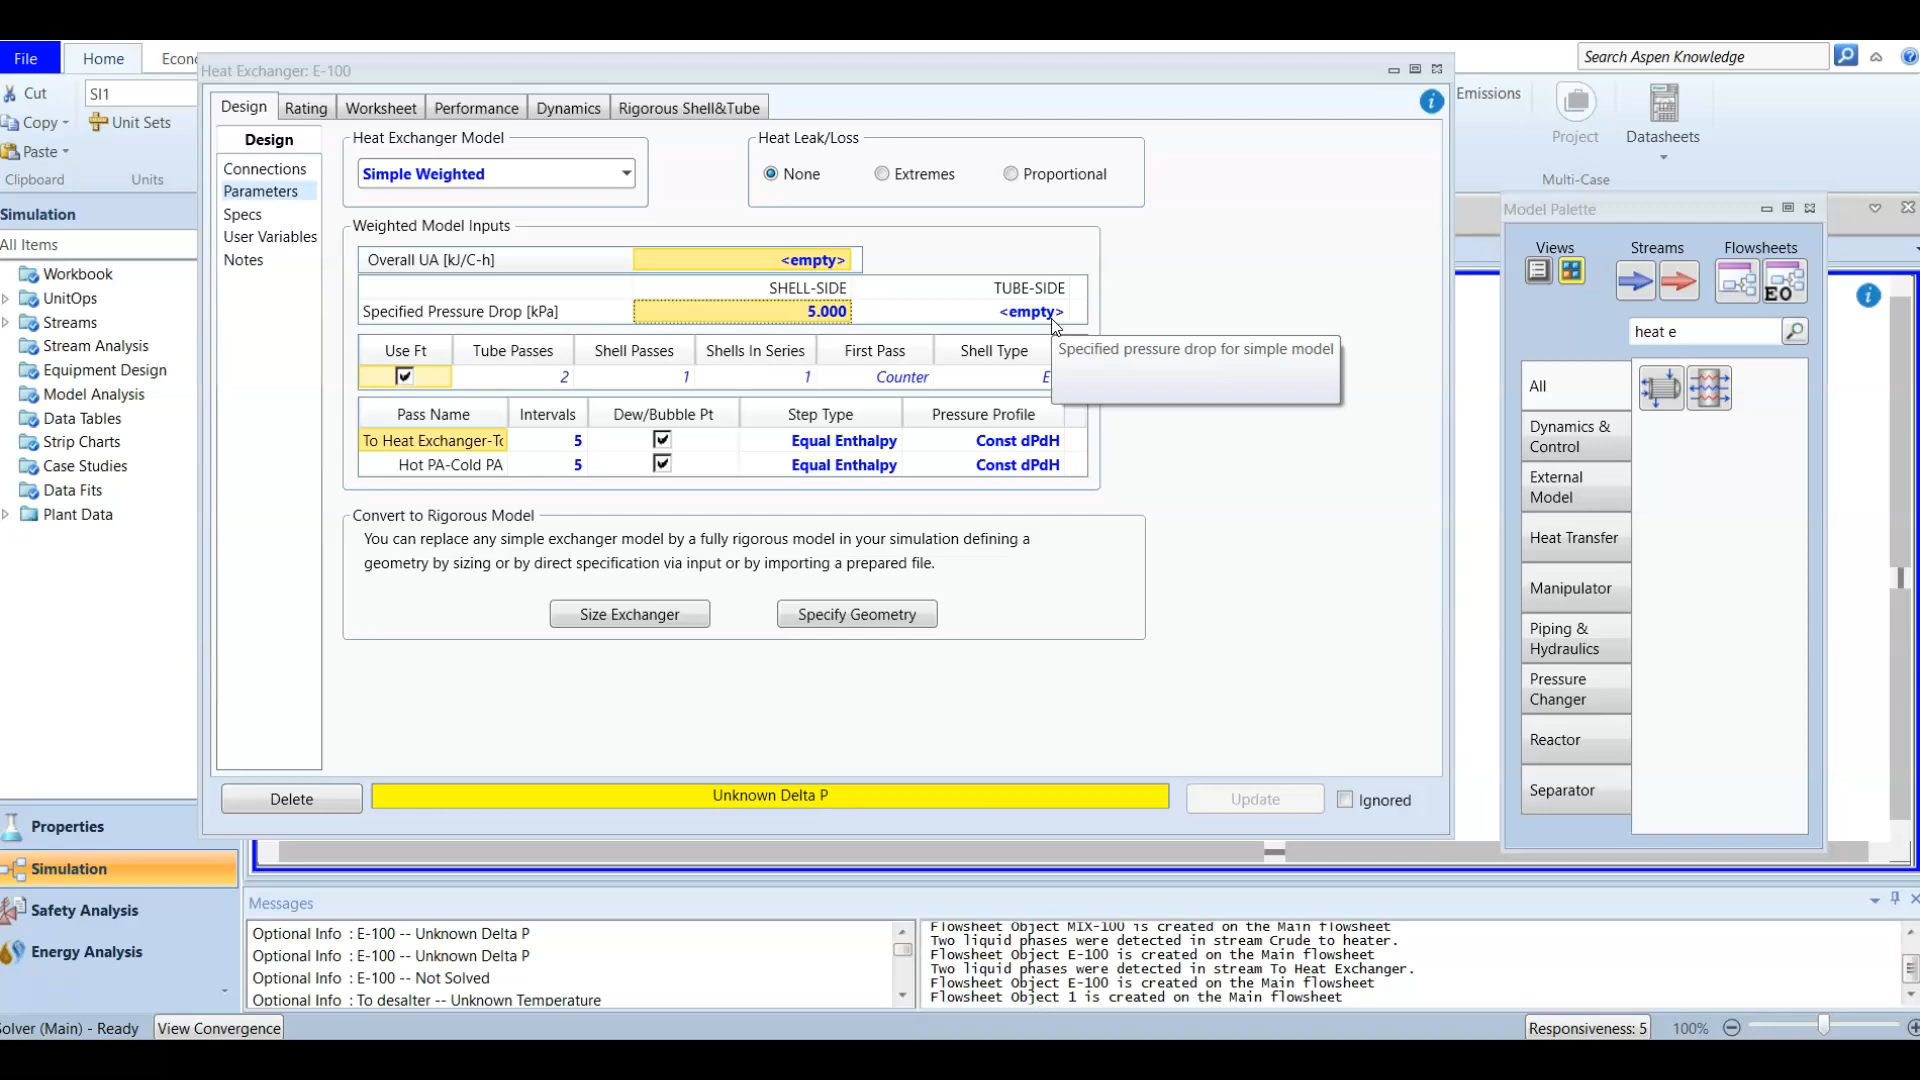 File
Home
Econ
Search Aspen Knowledge
Cut
SI1
Copy
Unit Sets
Paste
Clipboard
Units
Simulation
All Items
Workbook
UnitOps
Streams
Stream Analysis
Equipment Design
Model Analysis
Data Tables
Strip Charts
Case Studies
Data Fits
Plant Data
Properties
Simulation
Safety Analysis
Energy Analysis
Heat Exchanger: E-100
Design
Rating
Worksheet
Performance
Dynamics
Rigorous Shell&Tube
Design
Connections
Parameters
Specs
User Variables
Notes
Heat Exchanger Model
Simple Weighted
Heat Leak/Loss
None
Extremes
Proportional
Weighted Model Inputs
Overall UA [kJ/C-h] <empty>
SHELL-SIDE TUBE-SIDE
Specified Pressure Drop [kPa] 5.000 <empty>
Specified pressure drop for simple model
Use Ft Tube Passes Shell Passes Shells In Series First Pass Shell Type
2 1 1 Counter E
Pass Name Intervals Dew/Bubble Pt Step Type Pressure Profile
To Heat Exchanger-To 5 Equal Enthalpy Const dPdH
Hot PA-Cold PA 5 Equal Enthalpy Const dPdH
Convert to Rigorous Model
You can replace any simple exchanger model by a fully rigorous model in your simulation defining a
geometry by sizing or by direct specification via input or by importing a prepared file.
Size Exchanger
Specify Geometry
Delete
Unknown Delta P
Update
Ignored
Emissions
Project
Datasheets
Multi-Case
Model Palette
Views
Streams
Flowsheets
EO
heat e
All
Dynamics &
Control
External
Model
Heat Transfer
Manipulator
Piping &
Hydraulics
Pressure
Changer
Reactor
Separator
Messages
Optional Info : E-100 -- Unknown Delta P
Optional Info : E-100 -- Unknown Delta P
Optional Info : E-100 -- Not Solved
Optional Info : To desalter -- Unknown Temperature
Flowsheet Object MIX-100 is created on the Main flowsheet
Two liquid phases were detected in stream Crude to heater.
Flowsheet Object E-100 is created on the Main flowsheet
Two liquid phases were detected in stream To Heat Exchanger.
Flowsheet Object E-100 is created on the Main flowsheet
Flowsheet Object 1 is created on the Main flowsheet
Solver (Main) - Ready
View Convergence
Responsiveness: 5
100%